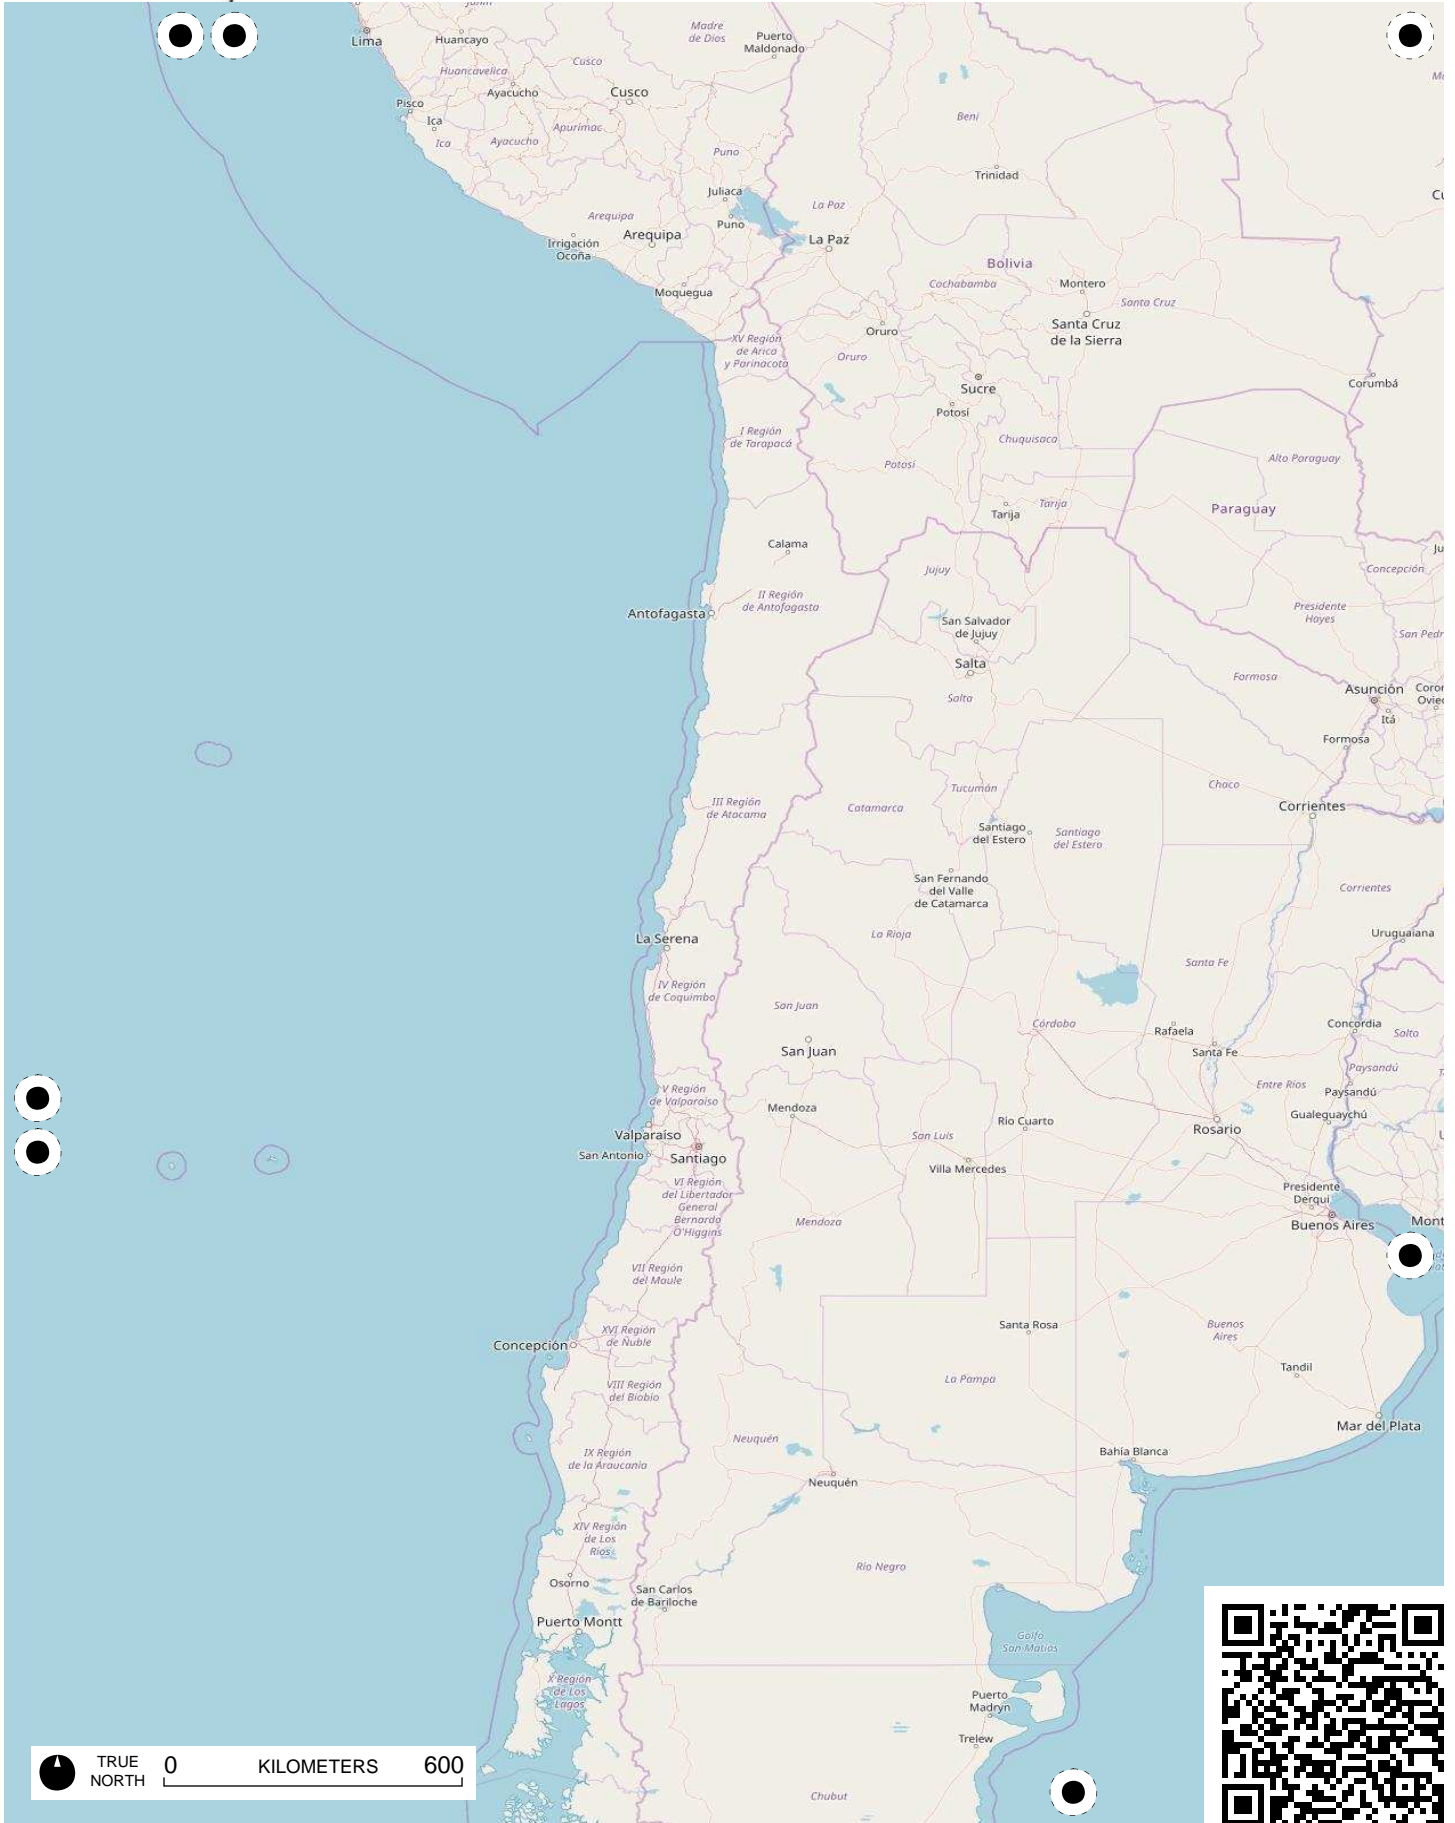 Junín
Lima
Huancayo
Madre
de Dios
Puerto
Maldonado
Huancavelica
Cusco
Ayacucho
Cusco
Pisco
Ica
Ica
Ayacucho
Apurímac
Beni
Puno
Trinidad
Juliaca
Puno
La Paz
Arequipa
Arequipa
Irrigación
Ocoña
La Paz
Bolivia
Moquegua
Cochabamba
Montero
Santa Cruz
Oruro
Santa Cruz
de la Sierra
XV Región
de Arica
y Parinacota
Oruro
Sucre
Corumbá
Potosí
I Región
de Tarapacá
Chuquisaca
Alto Paraguay
Potosí
Tarija
Tarija
Paraguay
Calama
Jujuy
Concepción
II Región
de Antofagasta
Antofagasta
Presidente
Hayes
San Salvador
de Jujuy
San Pedr
Salta
Salta
Formosa
Asunción
Coron
Ovied
Itá
Formosa
III Región
de Atacama
Catamarca
Tucumán
Chaco
Corrientes
Santiago
del Estero
Santiago
del Estero
San Fernando
del Valle
de Catamarca
Corrientes
La Serena
La Rioja
Uruguaiana
Santa Fe
IV Región
de Coquimbo
San Juan
San Juan
Córdoba
Rafaela
Concordia
Salto
Santa Fe
Paysandú
V Región
de Valparaíso
Entre Ríos
Paysandú
Mendoza
Gualeguaychú
Valparaíso
San Luis
Río Cuarto
Rosario
San Antonio
Santiago
Villa Mercedes
VI Región
del Libertador
General
Bernardo
O'Higgins
Presidente
Derqui
Mendoza
Buenos Aires
Mont
VII Región
del Maule
XVI Región
de Ñuble
Concepción
Santa Rosa
Buenos
Aires
Tandil
VIII Región
del Biobío
La Pampa
Mar del Plata
Neuquén
IX Región
de la Araucanía
Bahía Blanca
Neuquén
XIV Región
de Los
Ríos
Río Negro
Osorno
San Carlos
de Bariloche
Puerto Montt
Golfo
San Matías
X Región
de Los
Lagos
Puerto
Madryn
Trelew
Chubut
TRUE
NORTH
0 KILOMETERS 600